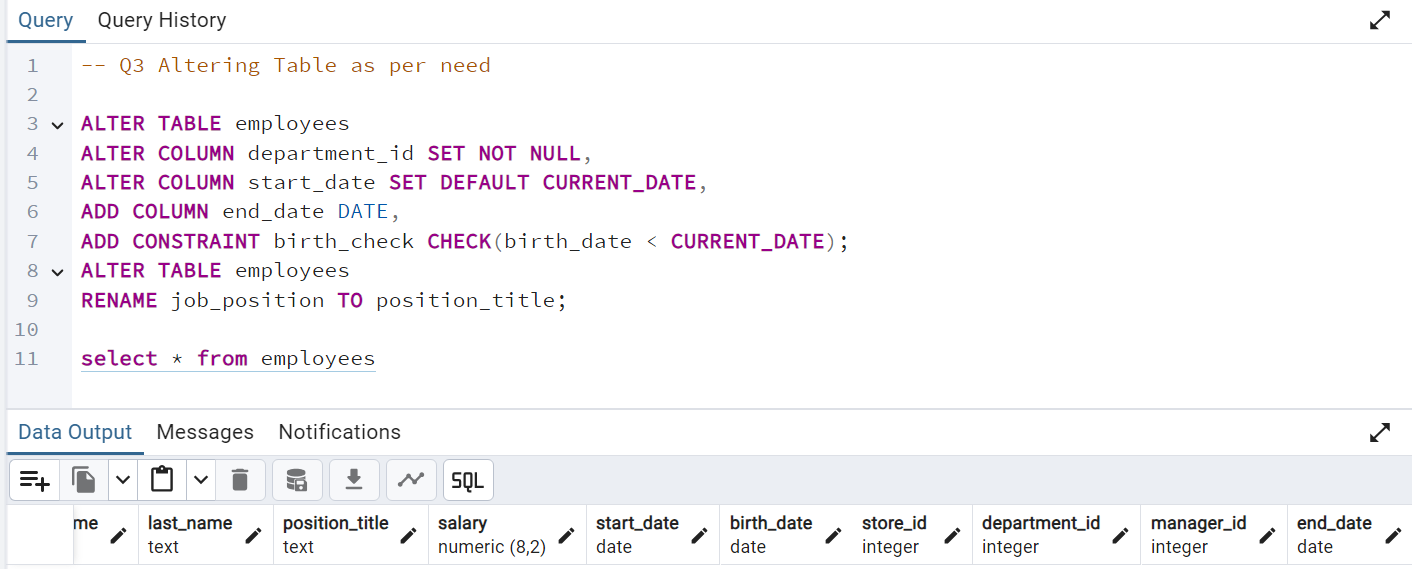 Query Query History
1 -- Q3 Altering Table as per need
2
3 ALTER TABLE employees
4 ALTER COLUMN department_id SET NOT NULL,
5 ALTER COLUMN start_date SET DEFAULT CURRENT_DATE,
6 ADD COLUMN end_date DATE,
7 ADD CONSTRAINT birth_check CHECK(birth_date < CURRENT_DATE);
8 ALTER TABLE employees
9 RENAME job_position TO position_title;
10
11 select * from employees
Data Output Messages Notifications
SQL
me last_name position_title salary start_date birth_date store_id department_id manager_id end_date
text text numeric (8,2) date date integer integer integer date